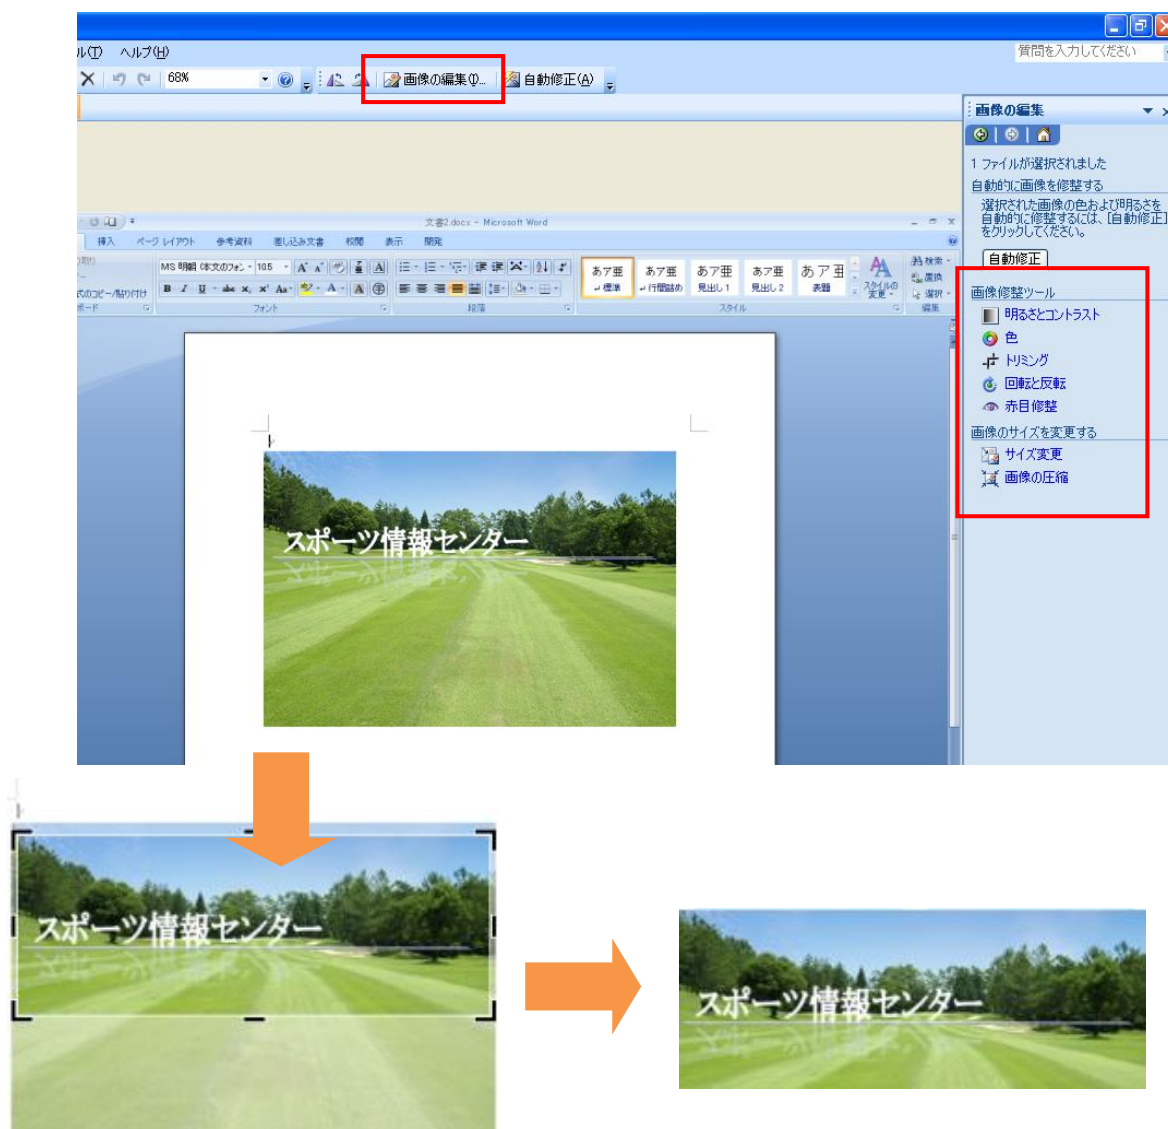 ル(T) ヘルプ(H)
質問を入力してください
68%
画像の編集(I)...
自動修正(A)
画像の編集
1 ファイルが選択されました
自動的に画像を修整する
選択された画像の色および明るさを
自動的に修整するには、[自動修正]
をクリックしてください。
自動修正
画像修整ツール
明るさとコントラスト
色
トリミング
回転と反転
赤目修整
画像のサイズを変更する
サイズ変更
画像の圧縮
文書2.docx - Microsoft Word
挿入 ページ レイアウト 参考資料 差し込み文書 校閲 表示 開発
MS 明朝 (本文のフォン 10.5
あア亜 あア亜 あア亜 あア亜 あア亜
標準 行間詰め 見出し 1 見出し 2 表題
スタイルの
変更
検索
置換
選択
フォント 段落 スタイル 編集
スポーツ情報センター
スポーツ情報センター
スポーツ情報センター